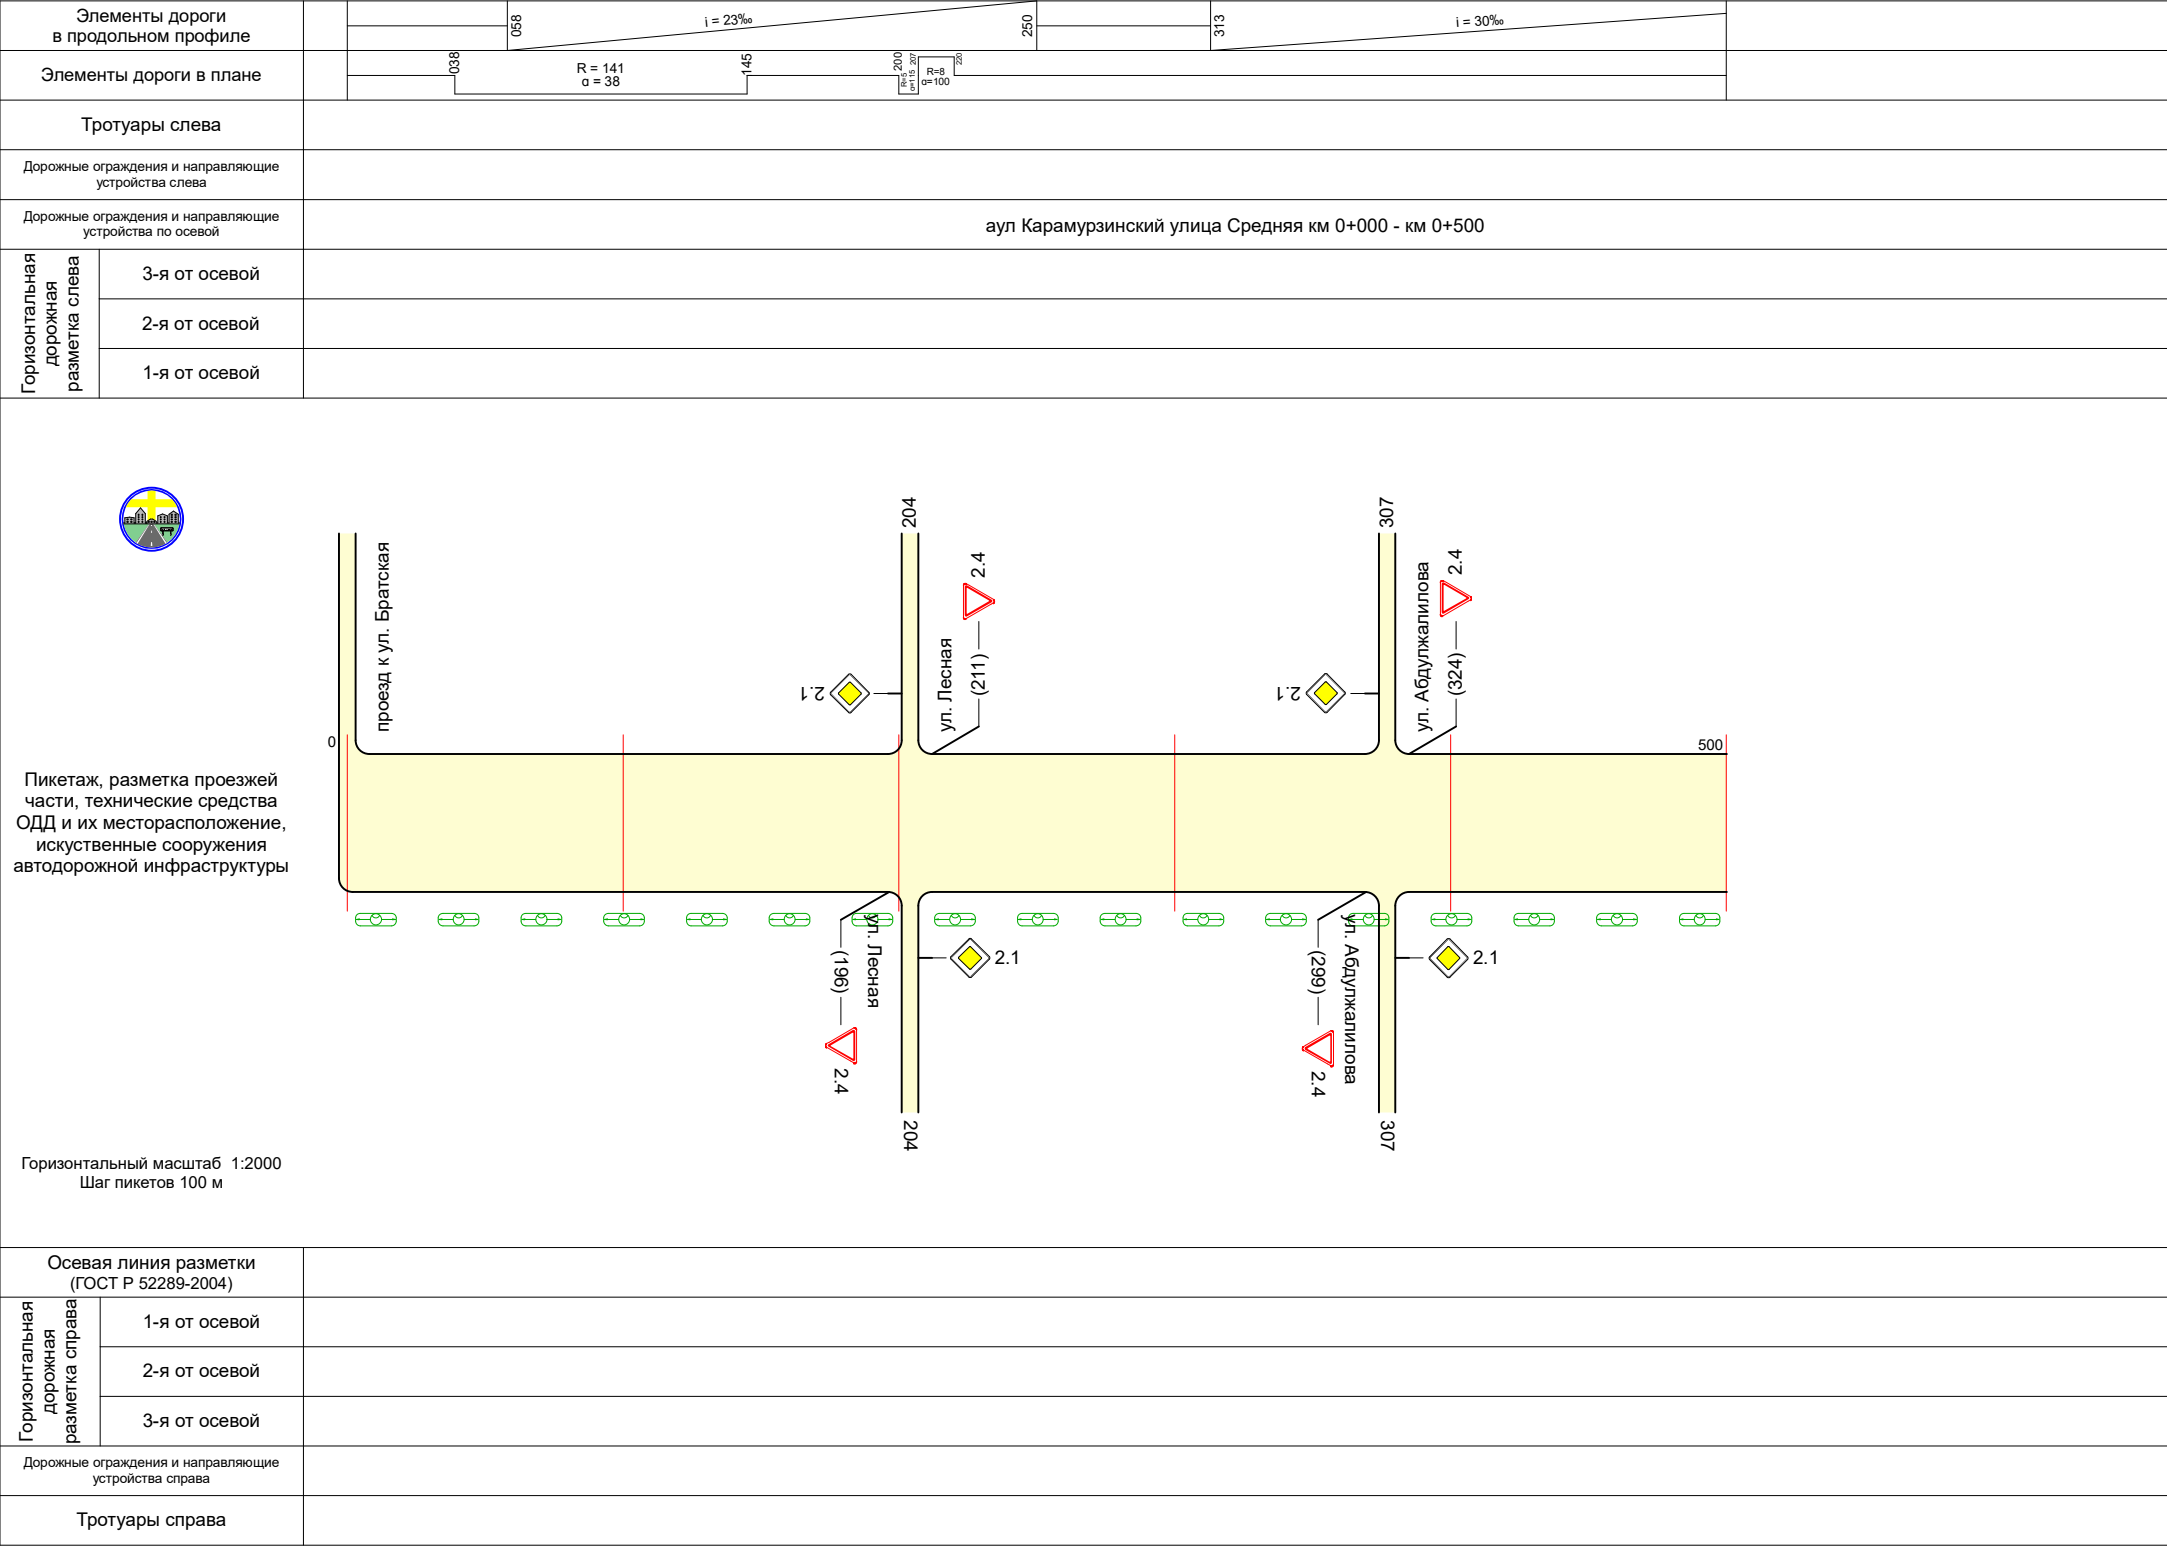 Элементы дороги
в продольном профиле
058
i = 23‰
250
313
i = 30‰
Элементы дороги в плане
038
R = 141
α = 38
145
200
R=5
α=115
207
R=8
α=100
220
Тротуары слева
Дорожные ограждения и направляющие
устройства слева
Дорожные ограждения и направляющие
устройства по осевой
аул Карамурзинский улица Средняя км 0+000 - км 0+500
Горизонтальная
дорожная
разметка слева
3-я от осевой
2-я от осевой
1-я от осевой
204
307
проезд к ул. Братская
2.4
(211)
ул. Лесная
2.1
2.4
(324)
ул. Абдулжалилова
2.1
0
500
Пикетаж, разметка проезжей
части, технические средства
ОДД и их месторасположение,
искуственные сооружения
автодорожной инфраструктуры
ул. Лесная
(196)
2.4
2.1
ул. Абдулжалилова
(299)
2.4
2.1
204
307
Горизонтальный масштаб 1:2000
Шаг пикетов 100 м
Осевая линия разметки
(ГОСТ Р 52289-2004)
Горизонтальная
дорожная
разметка справа
1-я от осевой
2-я от осевой
3-я от осевой
Дорожные ограждения и направляющие
устройства справа
Тротуары справа